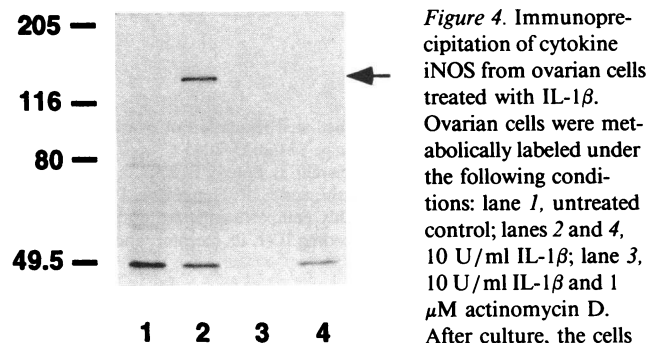 205
116
80
49.5
1 2 3 4
Figure 4. Immunopre-
cipitation of cytokine
iNOS from ovarian cells
treated with IL-1β.
Ovarian cells were met-
abolically labeled under
the following condi-
tions: lane 1, untreated
control; lanes 2 and 4,
10 U/ml IL-1β; lane 3,
10 U/ml IL-1β and 1
μM actinomycin D.
After culture, the cells